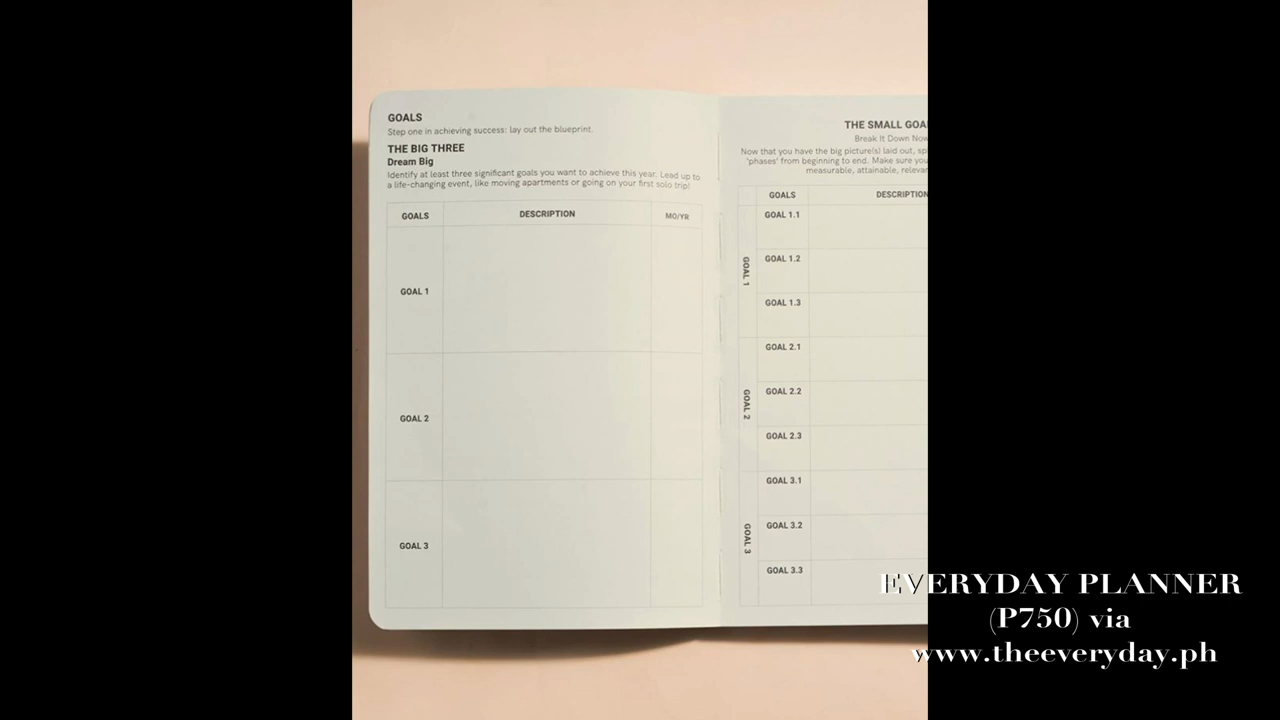 GOALS
Step one in achieving success: lay out the blueprint.
THE BIG THREE
Dream Big
Identify at least three significant goals you want to achieve this year. Lead up to
a life-changing event, like moving apartments or going on your first solo trip!
GOALS DESCRIPTION MO/YR
GOAL 1
GOAL 2
GOAL 3
THE SMALL
Break It Down
Now that you have the big picture(s) laid out,
'phases' from beginning to end. Make sure
measurable, attainable,
GOALS
GOAL 1
GOAL 1.1
GOAL 1.2
GOAL 1.3
GOAL 2
GOAL 2.1
GOAL 2.2
GOAL 2.3
GOAL 3
GOAL 3.1
GOAL 3.2
GOAL 3.3
EVERYDAY PLANNER
(P750) via
www.theeveryday.ph